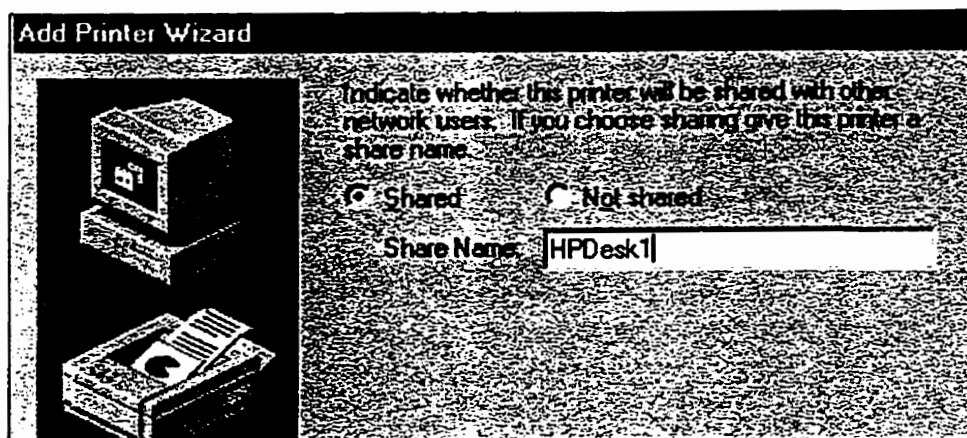 Add Printer Wizard
Indicate whether this printer will be shared with other
network users. If you choose sharing give this printer a
share name.
Shared Not shared
Share Name: HPDesk1